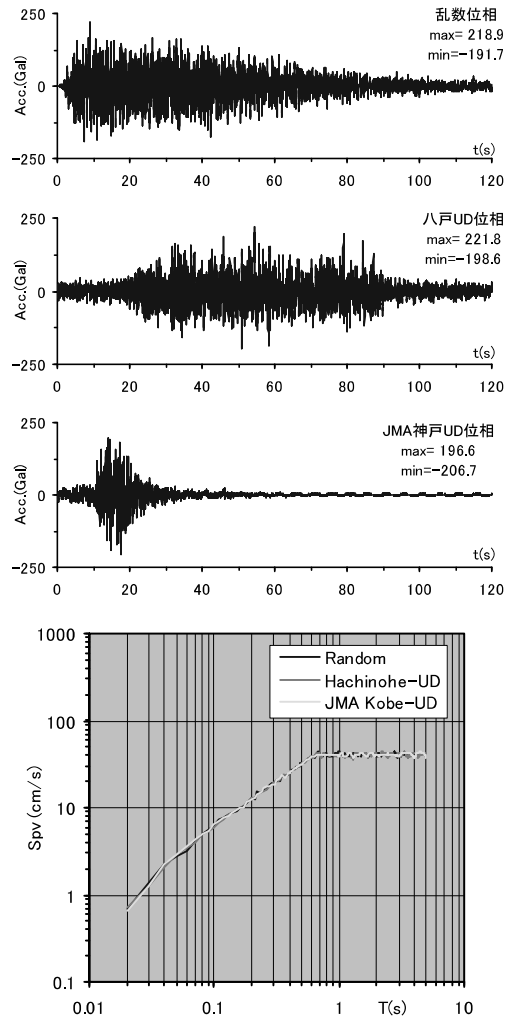 乱数位相
max= 218.9
min=-191.7
250
0
-250
Acc.(Gal)
t(s)
0 20 40 60 80 100 120
八戸UD位相
max= 221.8
min=-198.6
250
0
-250
Acc.(Gal)
t(s)
0 20 40 60 80 100 120
JMA神戸UD位相
max= 196.6
min=-206.7
250
0
-250
Acc.(Gal)
t(s)
0 20 40 60 80 100 120
1000
100
10
1
0.1
Spv (cm/s)
Random
Hachinohe-UD
JMA Kobe-UD
0.01 0.1 1 T(s) 10